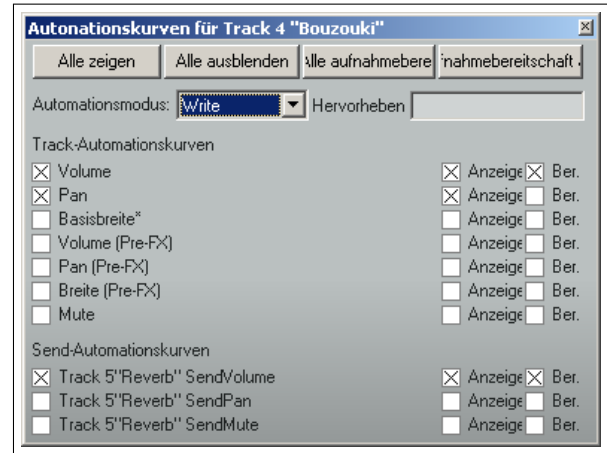 Autonationskurven für Track 4 "Bouzouki"
Alle zeigen Alle ausblenden Alle aufnahmebere fnahmebereitschaft
Automationsmodus: Write Hervorheben
Track-Automationskurven
Volume Anzeige Ber.
Pan Anzeige Ber.
Basisbreite* Anzeige Ber.
Volume (Pre-FX) Anzeige Ber.
Pan (Pre-FX) Anzeige Ber.
Breite (Pre-FX) Anzeige Ber.
Mute Anzeige Ber.
Send-Automationskurven
Track 5"Reverb" SendVolume Anzeige Ber.
Track 5"Reverb" SendPan Anzeige Ber.
Track 5"Reverb" SendMute Anzeige Ber.